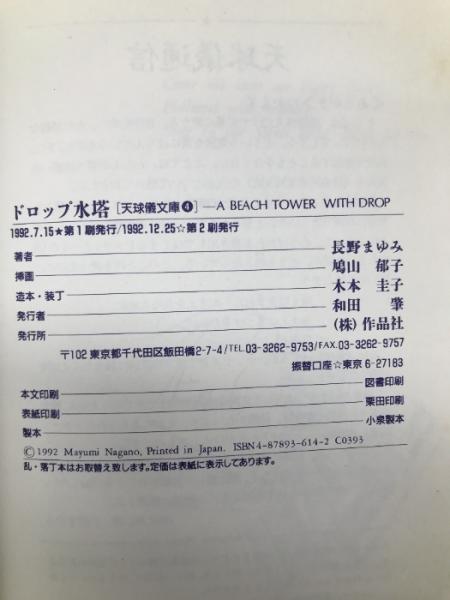 ドロップ水塔[天球儀文庫❹]—A BEACH TOWER WITH DROP
1992.7.15★第1刷発行/1992.12.25☆第2刷発行
著者 長野まゆみ
挿画 鳩山 郁子
造本・装丁 木本 圭子
発行者 和田 肇
発行所 (株)作品社
〒102 東京都千代田区飯田橋2-7-4/TEL.03-3262-9753/FAX.03-3262-9757
振替口座☆東京6-27183
本文印刷 図書印刷
表紙印刷 栗田印刷
製本 小泉製本
©1992 Mayumi Nagano, Printed in Japan. ISBN4-87893-614-2 C0393
乱・落丁本はお取替え致します。定価は表紙に表示してあります。